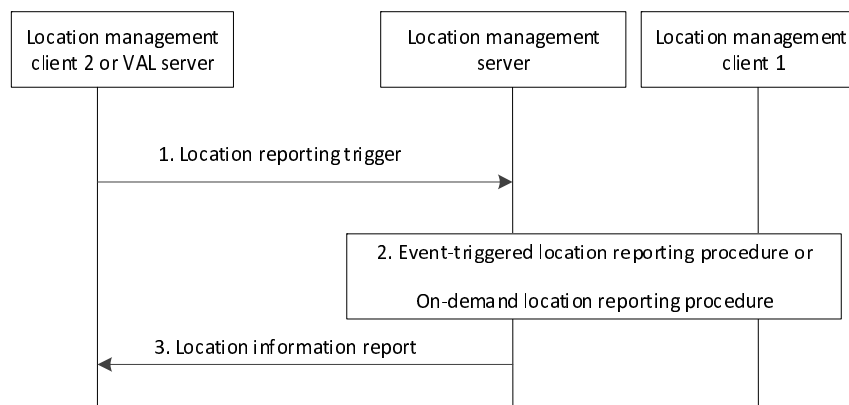 Location management
client 2 or VAL server
Location management
server
Location management
client 1
1. Location reporting trigger
2. Event-triggered location reporting procedure or
On-demand location reporting procedure
3. Location information report